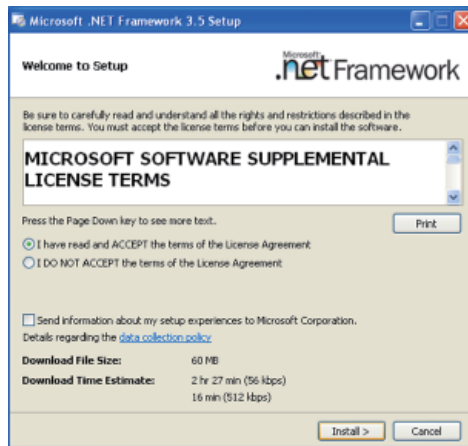 Microsoft .NET Framework 3.5 Setup
Welcome to Setup
Microsoft
.net Framework
Be sure to carefully read and understand all the rights and restrictions described in the
license terms. You must accept the license terms before you can install the software.
MICROSOFT SOFTWARE SUPPLEMENTAL
LICENSE TERMS
Press the Page Down key to see more text.
Print
I have read and ACCEPT the terms of the License Agreement
I DO NOT ACCEPT the terms of the License Agreement
Send information about my setup experiences to Microsoft Corporation.
Details regarding the data collection policy
Download File Size: 60 MB
Download Time Estimate: 2 hr 27 min (56 kbps)
16 min (512 kbps)
Install > Cancel